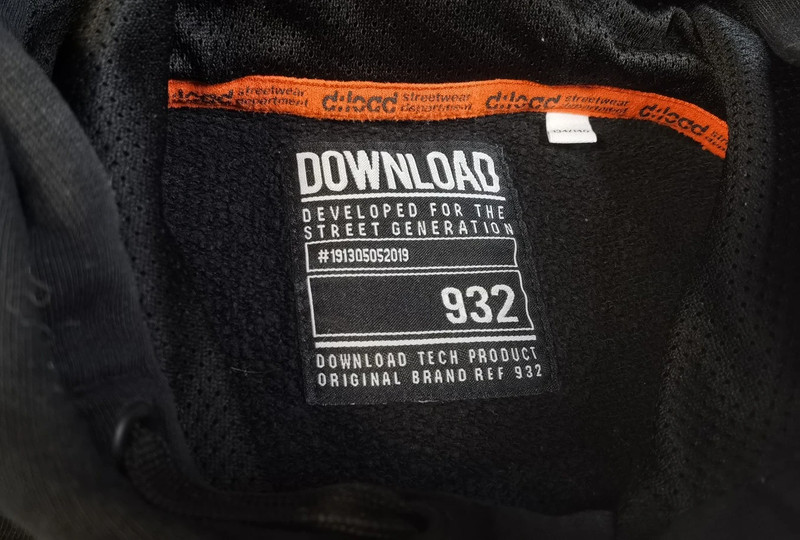 d:load streetwear department d:load streetwear department d:load streetwear department d:load
DOWNLOAD
DEVELOPED FOR THE
STREET GENERATION
#191305052019
932
DOWNLOAD TECH PRODUCT
ORIGINAL BRAND REF 932